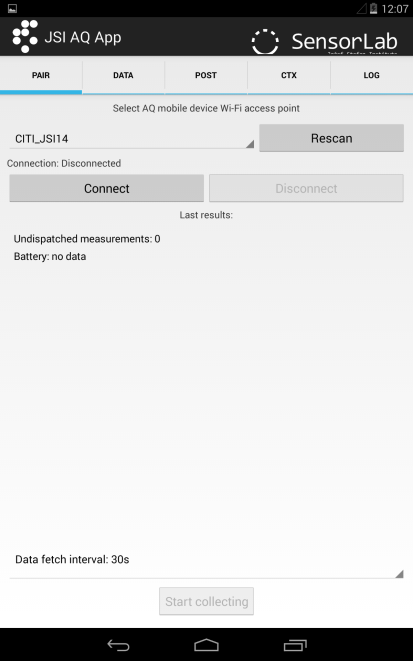 12:07
JSI AQ App
SensorLab
Jožef Stefan Institute
PAIR DATA POST CTX LOG
Select AQ mobile device Wi-Fi access point
CITI_JSI14 Rescan
Connection: Disconnected
Connect Disconnect
Last results:
Undispatched measurements: 0
Battery: no data
Data fetch interval: 30s
Start collecting